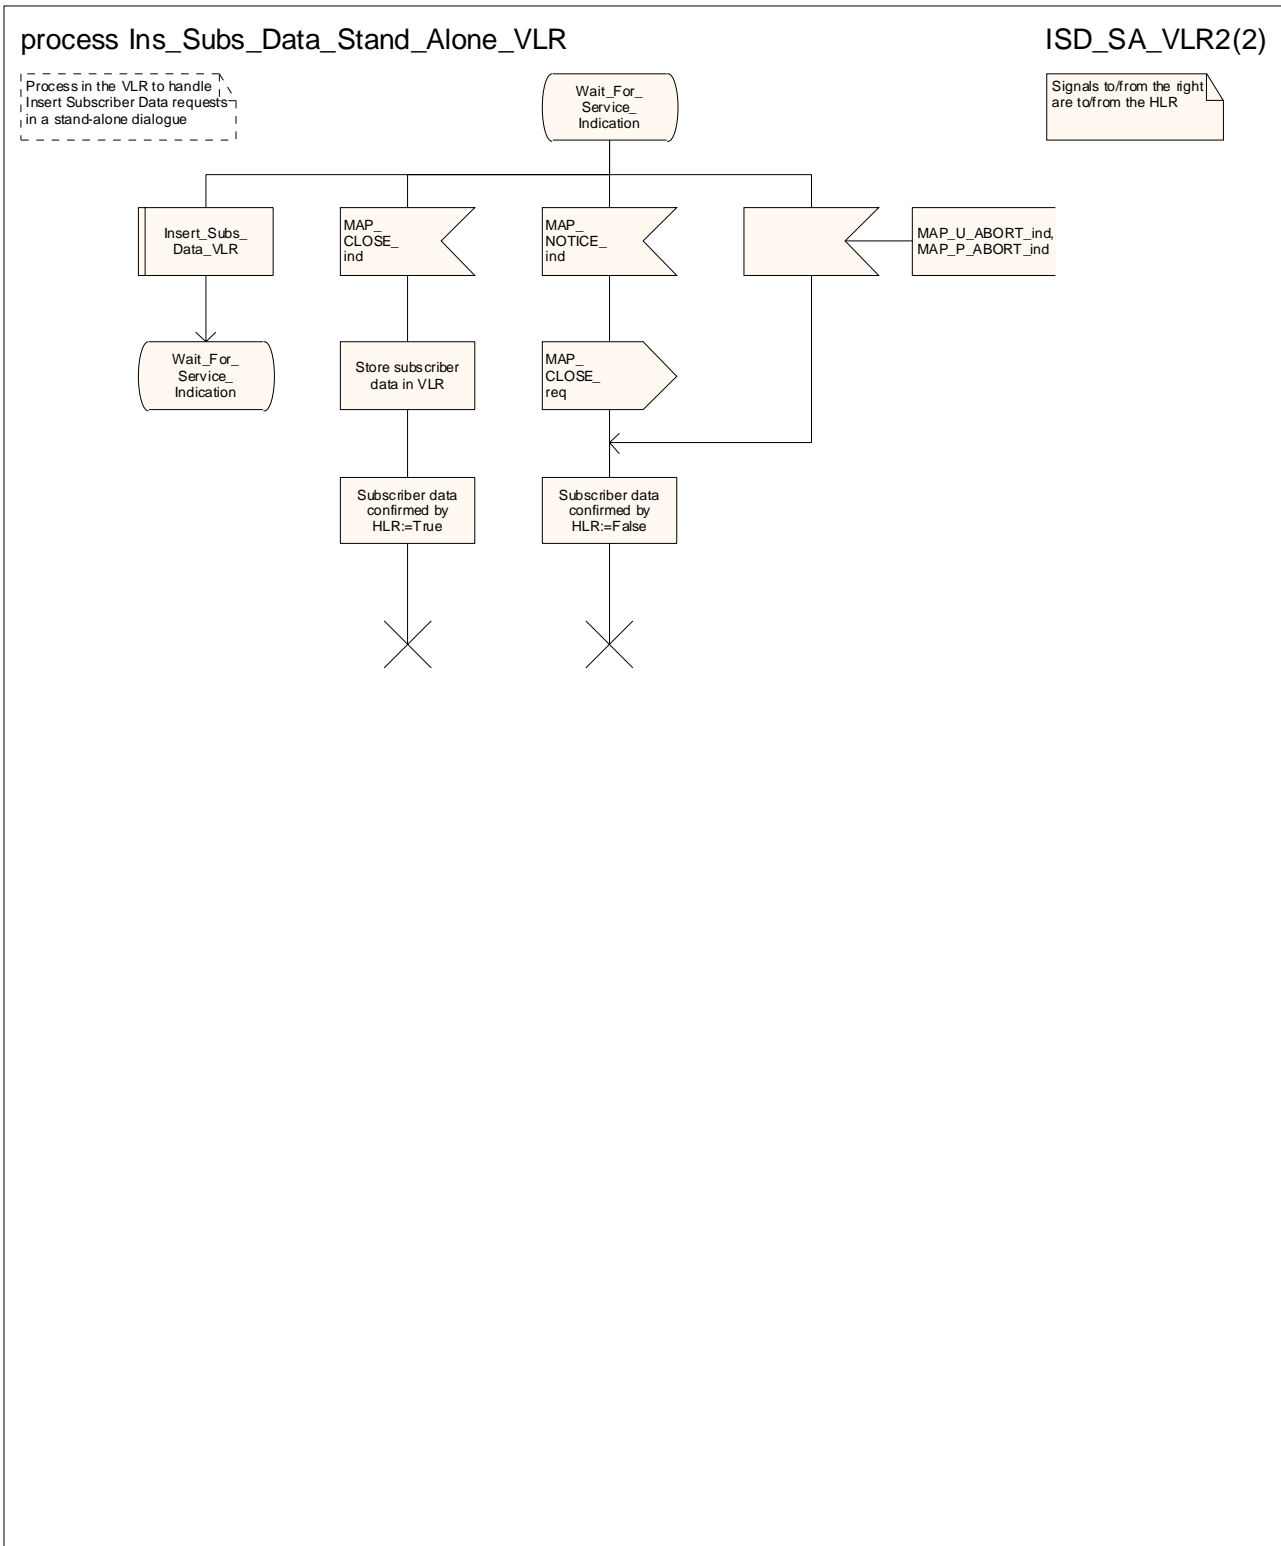 process Ins_Subs_Data_Stand_Alone_VLR
ISD_SA_VLR2(2)
Process in the VLR to handle
Insert Subscriber Data requests
in a stand-alone dialogue
Wait_For_
Service_
Indication
Signals to/from the right
are to/from the HLR
Insert_Subs_
Data_VLR
MAP_
CLOSE_
ind
MAP_
NOTICE_
ind
MAP_U_ABORT_ind,
MAP_P_ABORT_ind
Wait_For_
Service_
Indication
Store subscriber
data in VLR
MAP_
CLOSE_
req
Subscriber data
confirmed by
HLR:=True
Subscriber data
confirmed by
HLR:=False